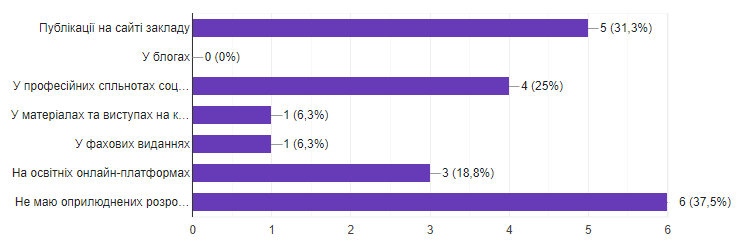 Публікації на сайті закладу 5 (31,3%)
У блогах 0 (0%)
У професійних спльнотах соц… 4 (25%)
У матеріалах та виступах на к… 1 (6,3%)
У фахових виданнях 1 (6,3%)
На освітніх онлайн-платформах 3 (18,8%)
Не маю оприлюднених розро… 6 (37,5%)
0 1 2 3 4 5 6